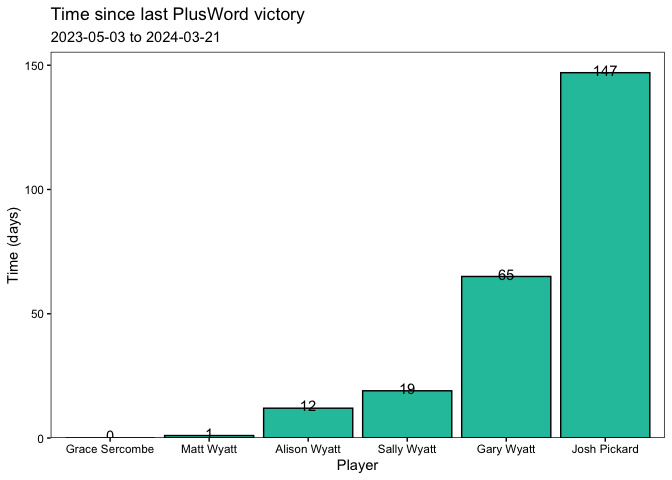 Time since last PlusWord victory
2023-05-03 to 2024-03-21
Time (days)
150
100
50
0
0
1
12
19
65
147
Grace Sercombe
Matt Wyatt
Alison Wyatt
Sally Wyatt
Gary Wyatt
Josh Pickard
Player